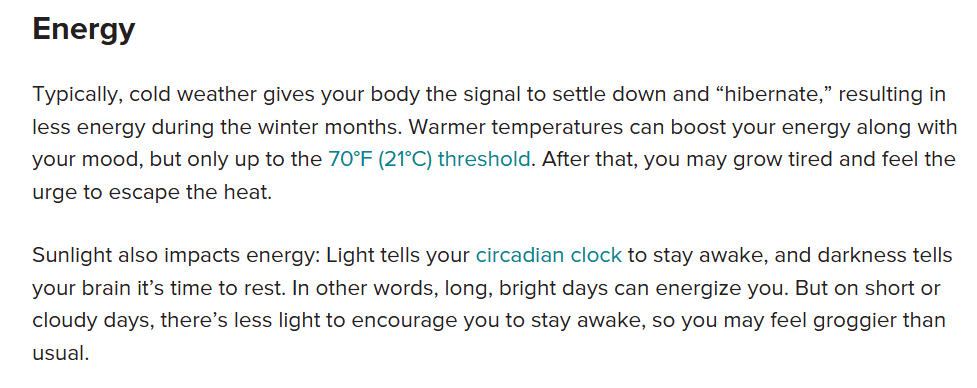 Energy
Typically, cold weather gives your body the signal to settle down and “hibernate,” resulting in
less energy during the winter months. Warmer temperatures can boost your energy along with
your mood, but only up to the 70°F (21°C) threshold. After that, you may grow tired and feel the
urge to escape the heat.
Sunlight also impacts energy: Light tells your circadian clock to stay awake, and darkness tells
your brain it’s time to rest. In other words, long, bright days can energize you. But on short or
cloudy days, there’s less light to encourage you to stay awake, so you may feel groggier than
usual.